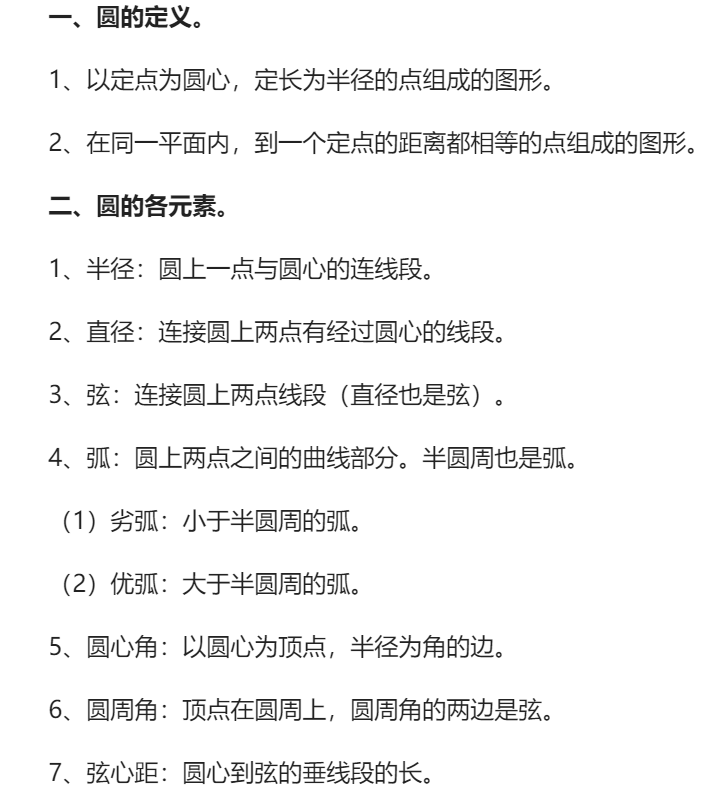 一、圆的定义。
1、以定点为圆心，定长为半径的点组成的图形。
2、在同一平面内，到一个定点的距离都相等的点组成的图形。
二、圆的各元素。
1、半径：圆上一点与圆心的连线段。
2、直径：连接圆上两点有经过圆心的线段。
3、弦：连接圆上两点线段（直径也是弦）。
4、弧：圆上两点之间的曲线部分。半圆周也是弧。
（1）劣弧：小于半圆周的弧。
（2）优弧：大于半圆周的弧。
5、圆心角：以圆心为顶点，半径为角的边。
6、圆周角：顶点在圆周上，圆周角的两边是弦。
7、弦心距：圆心到弦的垂线段的长。